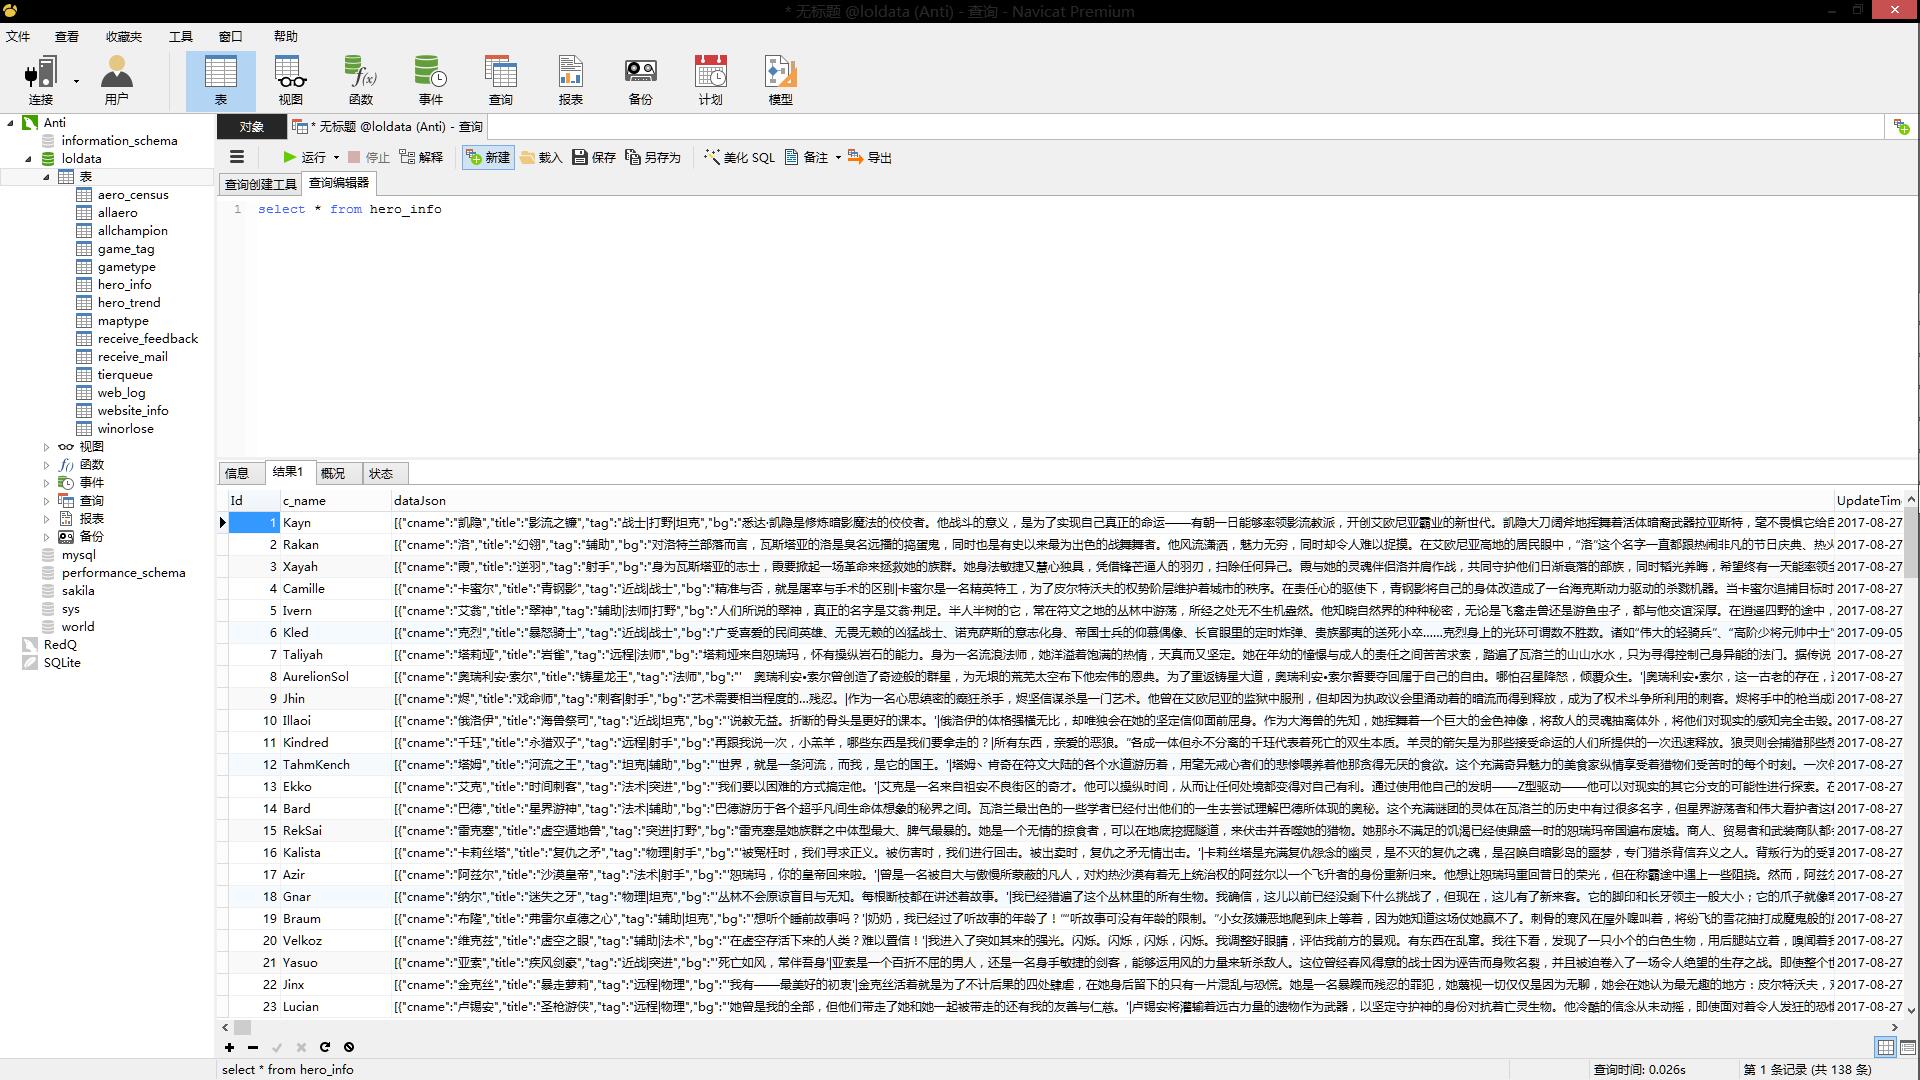 * 无标题 @loldata (Anti) - 查询 - Navicat Premium
文件 查看 收藏夹 工具 窗口 帮助
连接 用户 表 视图 函数 事件 查询 报表 备份 计划 模型
Anti
information_schema
loldata
表
aero_census
allaero
allchampion
game_tag
gametype
hero_info
hero_trend
maptype
receive_feedback
receive_mail
tierqueue
web_log
website_info
winorlose
视图
函数
事件
查询
报表
备份
mysql
performance_schema
sakila
sys
world
RedQ
SQLite
对象 * 无标题 @loldata (Anti) - 查询
运行 停止 解释 新建 载入 保存 另存为 美化 SQL 备注 导出
查询创建工具 查询编辑器
1 select * from hero_info
信息 结果1 概况 状态
Id c_name dataJson UpdateTim
1 Kayn [{"cname":"凯隐","title":"影流之镰","tag":"战士|打野|坦克","bg":"悉达·凯隐是修炼暗影魔法的佼佼者。他战斗的意义，是为了实现自己真正的命运——有朝一日能够率领影流教派，开创艾欧尼亚霸业的新世代。凯隐大刀阔斧地挥舞着活体暗裔武器拉亚斯特，毫不畏惧它给 2017-08-27
2 Rakan [{"cname":"洛","title":"幻翎","tag":"辅助","bg":"对洛特兰部落而言，瓦斯塔亚的洛是臭名远播的捣蛋鬼，同时也是有史以来最为出色的战舞舞者。他风流潇洒，魅力无穷，同时却令人难以捉摸。在艾欧尼亚高地的居民眼中，“洛”这个名字一直都跟热闹非凡的节日庆典、 2017-08-27
3 Xayah [{"cname":"霞","title":"逆羽","tag":"射手","bg":"身为瓦斯塔亚的志士，霞要掀起一场革命来拯救她的族群。她身法敏捷又慧心独具，凭借锋芒逼人的羽刃，扫除任何异己。霞与她的灵魂伴侣洛并肩作战，共同守护他们日渐衰落的部族，同时韬光养晦，希望终有一天能率领 2017-08-27
4 Camille [{"cname":"卡蜜尔","title":"青钢影","tag":"近战|战士","bg":"精准与否，就是屠宰与手术的区别|卡蜜尔是一名精英特工，为了皮尔特沃夫的权势阶层维护着城市的秩序。在责任心的驱使下，青钢影将自己的身体改造成了一台海克斯动力驱动的杀戮机器。当卡蜜尔追捕目标时 2017-08-27
5 Ivern [{"cname":"艾翁","title":"翠神","tag":"辅助|法师|打野","bg":"人们所说的翠神，真正的名字是艾翁·荆足。半人半树的它，常在符文之地的丛林中游荡，所经之处无不生机盎然。他知晓自然界的种种秘密，无论是飞禽走兽还是游鱼虫孑，都与他交谊深厚。在逍遥四野的途中， 2017-08-27
6 Kled [{"cname":"克烈","title":"暴怒骑士","tag":"近战|战士","bg":"广受喜爱的民间英雄、无畏无赖的凶猛战士、诺克萨斯的意志化身、帝国士兵的仰慕偶像、长官眼里的定时炸弹、贵族鄙夷的送死小卒……克烈身上的光环可谓数不胜数。诸如“伟大的轻骑兵”、“高阶少将元帅中士” 2017-09-05
7 Taliyah [{"cname":"塔莉垭","title":"岩雀","tag":"远程|法师","bg":"塔莉垭来自恕瑞玛，怀有操纵岩石的能力。身为一名流浪法师，她洋溢着饱满的热情，天真而又坚定。她在年幼的憧憬与成人的责任之间苦苦求索，踏遍了瓦洛兰的山山水水，只为寻得控制己身异能的法门。据传说 2017-08-27
8 AurelionSol [{"cname":"奥瑞利安·索尔","title":"铸星龙王","tag":"法师","bg":"' 奥瑞利安•索尔曾创造了奇迹般的群星，为无垠的荒芜太空布下他宏伟的恩典。为了重返铸星大道，奥瑞利安•索尔誓要夺回属于自己的自由。哪怕召星降怒，倾覆众生。'|奥瑞利安•索尔，这一古老的存在， 2017-08-27
9 Jhin [{"cname":"烬","title":"戏命师","tag":"刺客|射手","bg":"艺术需要相当程度的...残忍。|作为一名心思缜密的癫狂杀手，烬坚信谋杀是一门艺术。他曾在艾欧尼亚的监狱中服刑，但却因为执政议会里涌动着的暗流而得到释放，成为了权术斗争所利用的刺客。烬将手中的枪当成 2017-08-27
10 Illaoi [{"cname":"俄洛伊","title":"海兽祭司","tag":"近战|坦克","bg":"'说教无益。折断的骨头是更好的课本。'|俄洛伊的体格强横无比，却唯独会在她的坚定信仰面前屈身。作为大海兽的先知，她挥舞着一个巨大的金色神像，将敌人的灵魂抽离体外，将他们对现实的感知完全击毁。 2017-08-27
11 Kindred [{"cname":"千珏","title":"永猎双子","tag":"远程|射手","bg":"再跟我说一次，小羔羊，哪些东西是我们要拿走的？|所有东西，亲爱的恶狼。”各成一体但永不分离的千珏代表着死亡的双生本质。羊灵的箭矢是为那些接受命运的人们所提供的一次迅速释放。狼灵则会捕猎那些 2017-08-27
12 TahmKench [{"cname":"塔姆","title":"河流之王","tag":"坦克|辅助","bg":"'世界，就是一条河流，而我，是它的国王。'|塔姆丶肯奇在符文大陆的各个水道游历着，用毫无戒心者们的悲惨喂养着他那贪得无厌的食欲。这个充满奇异魅力的美食家纵情享受着猎物们受苦时的每个时刻。一次 2017-08-27
13 Ekko [{"cname":"艾克","title":"时间刺客","tag":"法术|突进","bg":"'我们要以困难的方式搞定他。'|艾克是一名来自祖安不良街区的奇才。他可以操纵时间，从而让任何处境都变得对自己有利。通过使用他自己的发明——Z型驱动——他可以对现实的其它分支的可能性进行探索。 2017-08-27
14 Bard [{"cname":"巴德","title":"星界游神","tag":"法术|辅助","bg":"巴德游历于各个超乎凡间生命体想象的秘界之间。瓦洛兰最出色的一些学者已经付出他们的一生去尝试理解巴德所体现的奥秘。这个充满谜团的灵体在瓦洛兰的历史中有过很多名字，但星界游荡者和伟大看护者这 2017-08-27
15 RekSai [{"cname":"雷克塞","title":"虚空遁地兽","tag":"突进|打野","bg":"雷克塞是她族群之中体型最大、脾气最暴的。她是一个无情的掠食者，可以在地底挖掘隧道，来伏击并吞噬她的猎物。她那永不满足的饥渴已经使鼎盛一时的恕瑞玛帝国遍布废墟。商人、贸易者和武装商队都 2017-08-27
16 Kalista [{"cname":"卡莉丝塔","title":"复仇之矛","tag":"物理|射手","bg":"'被冤枉时，我们寻求正义。被伤害时，我们进行回击。被出卖时，复仇之矛无情出击。'|卡莉丝塔是充满复仇怨念的幽灵，是不灭的复仇之魂，是召唤自暗影岛的噩梦，专门猎杀背信弃义之人。背叛行为的受 2017-08-27
17 Azir [{"cname":"阿兹尔","title":"沙漠皇帝","tag":"法术|射手","bg":"'恕瑞玛，你的皇帝回来啦。'|曾是一名被自大与傲慢所蒙蔽的凡人，对灼热沙漠有着无上统治权的阿兹尔以一个飞升者的身份重新归来。他想让恕瑞玛重回昔日的荣光，但在称霸途中遇上一些阻挠。然而，阿兹 2017-08-27
18 Gnar [{"cname":"纳尔","title":"迷失之牙","tag":"物理|坦克","bg":"'丛林不会原谅盲目与无知。每根断枝都在讲述着故事。'|我已经猎遍了这个丛林里的所有生物。我确信，这儿以前已经没剩下什么挑战了，但现在，这儿有了新来客。它的脚印和长牙领主一般大小；它的爪子就像 2017-08-27
19 Braum [{"cname":"布隆","title":"弗雷尔卓德之心","tag":"辅助|坦克","bg":"'想听个睡前故事吗？'|奶奶，我已经过了听故事的年龄了！”“听故事可没有年龄的限制。”小女孩嫌恶地爬到床上等着，因为她知道这场仗她赢不了。刺骨的寒风在屋外嗥叫着，将纷飞的雪花抽打成魔鬼般的 2017-08-27
20 Velkoz [{"cname":"维克兹","title":"虚空之眼","tag":"辅助|法术","bg":"'在虚空存活下来的人类？难以置信！'|我进入了突如其来的强光。闪烁。闪烁，闪烁，闪烁。我调整好眼睛，评估我前方的景观。有东西在乱窜。我往下看，发现了一只小个的白色生物，用后腿站立着，嗅闻着 2017-08-27
21 Yasuo [{"cname":"亚索","title":"疾风剑豪","tag":"近战|突进","bg":"'死亡如风，常伴吾身'|亚索是一个百折不屈的男人，还是一名身手敏捷的剑客，能够运用风的力量来斩杀敌人。这位曾经春风得意的战士因为诬告而身败名裂，并且被迫卷入了一场令人绝望的生存之战。即使整个 2017-08-27
22 Jinx [{"cname":"金克丝","title":"暴走萝莉","tag":"远程|物理","bg":"'我有——最美好的初衷'|金克丝活着就是为了不计后果的四处肆虐，在她身后留下的只有一片混乱与恐慌。她是一名暴躁而残忍的罪犯，她蔑视一切仅仅是因为无聊，她会在她认为最无趣的地方：皮尔特沃夫， 2017-08-27
23 Lucian [{"cname":"卢锡安","title":"圣枪游侠","tag":"远程|物理","bg":"'她曾是我的全部，但他们带走了她和她一起被带走的还有我的友善与仁慈。'|卢锡安将灌输着远古力量的遗物作为武器，以坚定守护神的身份对抗着亡灵生物。他冷酷的信念从未动摇，即使面对着令人发狂的恐 2017-08-27
select * from hero_info 查询时间: 0.026s 第 1 条记录 (共 138 条)